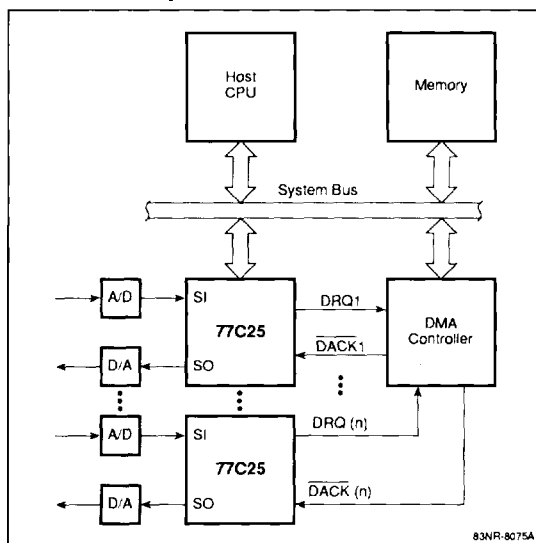 Host
CPU
Memory
System Bus
A/D
SI
77C25
DRQ1
DMA
Controller
DACK1
D/A
SO
A/D
SI
77C25
DRQ (n)
D/A
SO
DACK (n)
83NR-8075A